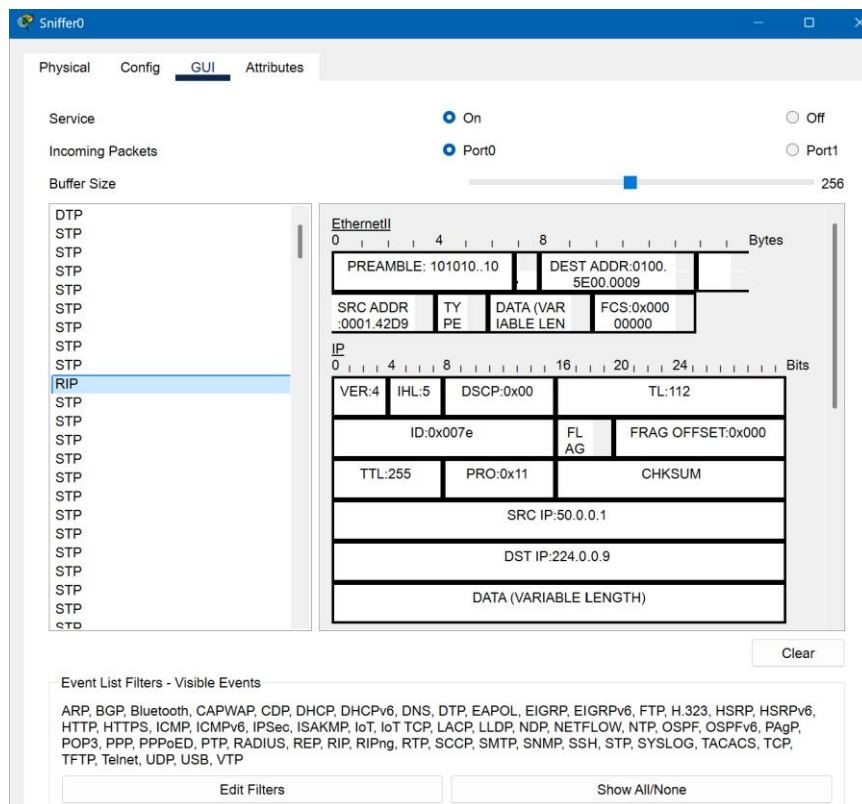 Sniffer0
Physical Config GUI Attributes
Service On Off
Incoming Packets Port0 Port1
Buffer Size 256
DTP
STP
STP
STP
STP
STP
STP
STP
STP
RIP
STP
STP
STP
STP
STP
STP
STP
STP
STP
STP
STP
STP
STP
EthernetII
0 4 8 Bytes
PREAMBLE: 101010..10 DEST ADDR:0100.
5E00.0009
SRC ADDR TY DATA (VAR FCS:0x000
:0001.42D9 PE IABLE LEN 00000
IP
0 4 8 16 20 24 Bits
VER:4 IHL:5 DSCP:0x00 TL:112
ID:0x007e FL FRAG OFFSET:0x000
AG
TTL:255 PRO:0x11 CHKSUM
SRC IP:50.0.0.1
DST IP:224.0.0.9
DATA (VARIABLE LENGTH)
Clear
Event List Filters - Visible Events
ARP, BGP, Bluetooth, CAPWAP, CDP, DHCP, DHCPv6, DNS, DTP, EAPOL, EIGRP, EIGRPv6, FTP, H.323, HSRP, HSRPv6,
HTTP, HTTPS, ICMP, ICMPv6, IPSec, ISAKMP, IoT, IoT TCP, LACP, LLDP, NDP, NETFLOW, NTP, OSPF, OSPFv6, PAgP,
POP3, PPP, PPPoED, PTP, RADIUS, REP, RIP, RIPng, RTP, SCCP, SMTP, SNMP, SSH, STP, SYSLOG, TACACS, TCP,
TFTP, Telnet, UDP, USB, VTP
Edit Filters Show All/None